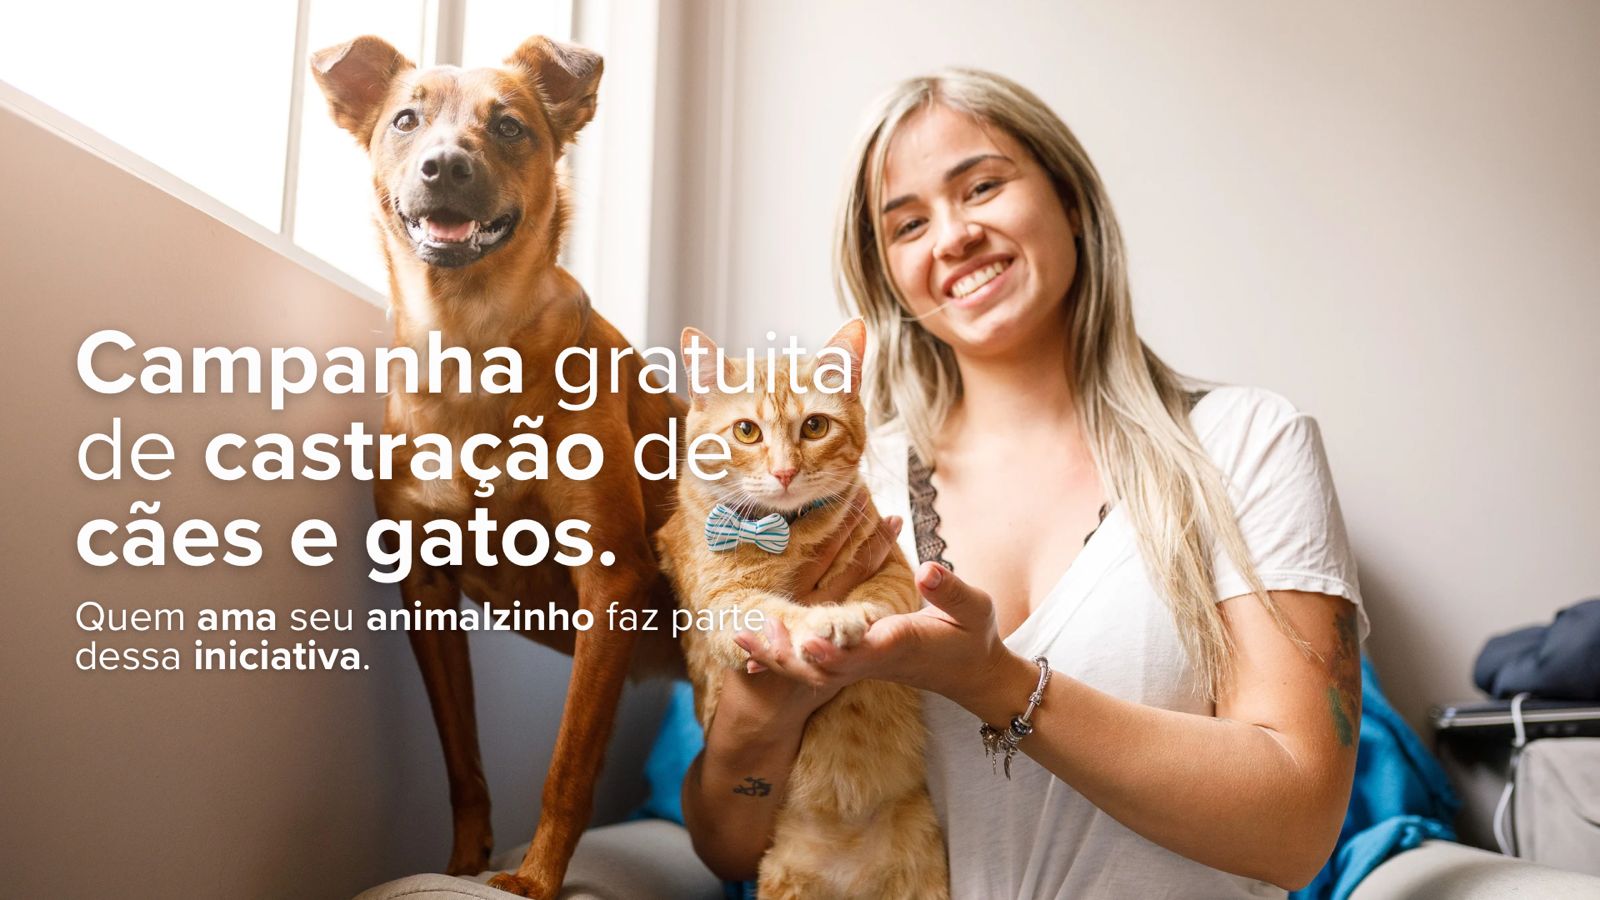 Campanha gratuita
de castração de
cães e gatos.
Quem ama seu animalzinho faz parte
dessa iniciativa.